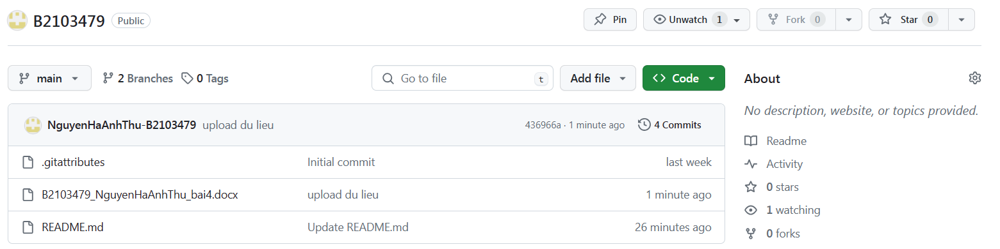 B2103479 Public Pin Unwatch 1 Fork 0 Star 0
main 2 Branches 0 Tags Go to file t Add file Code
NguyenHaAnhThu-B2103479 upload du lieu 436966a · 1 minute ago 4 Commits
.gitattributes Initial commit last week
B2103479_NguyenHaAnhThu_bai4.docx upload du lieu 1 minute ago
README.md Update README.md 26 minutes ago
About
No description, website, or topics provided.
Readme
Activity
0 stars
1 watching
0 forks